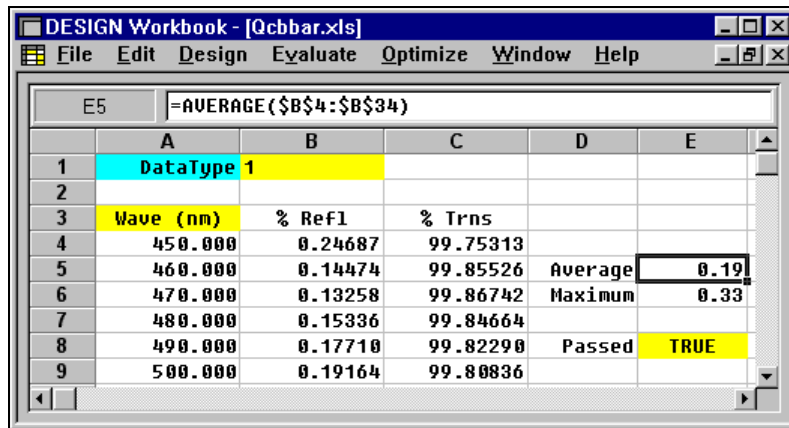 DESIGN Workbook - [Qcbbar.xls]
File Edit Design Evaluate Optimize Window Help
E5 =AVERAGE($B$4:$B$34)
A B C D E
1 DataType 1
2
3 Wave (nm) % Refl % Trns
4 450.000 0.24687 99.75313
5 460.000 0.14474 99.85526 Average 0.19
6 470.000 0.13258 99.86742 Maximum 0.33
7 480.000 0.15336 99.84664
8 490.000 0.17710 99.82290 Passed TRUE
9 500.000 0.19164 99.80836